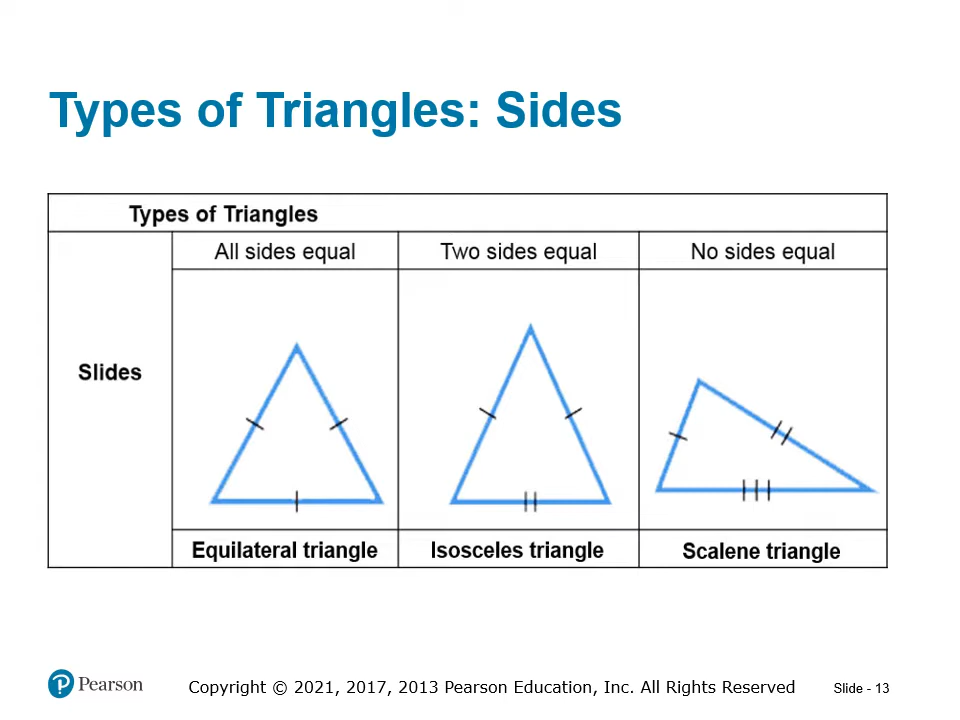 Types of Triangles: Sides
Types of Triangles
All sides equal
Two sides equal
No sides equal
Slides
Equilateral triangle
Isosceles triangle
Scalene triangle
Pearson
Copyright © 2021, 2017, 2013 Pearson Education, Inc. All Rights Reserved
Slide - 13